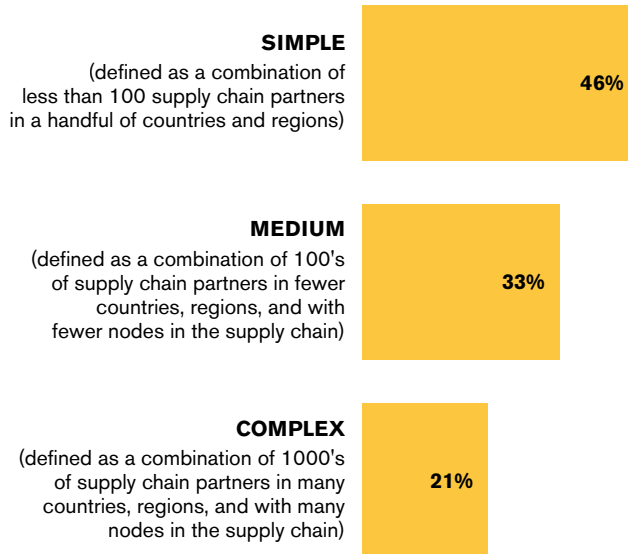 SIMPLE
(defined as a combination of
less than 100 supply chain partners
in a handful of countries and regions)
46%
MEDIUM
(defined as a combination of 100's
of supply chain partners in fewer
countries, regions, and with
fewer nodes in the supply chain)
33%
COMPLEX
(defined as a combination of 1000's
of supply chain partners in many
countries, regions, and with many
nodes in the supply chain)
21%